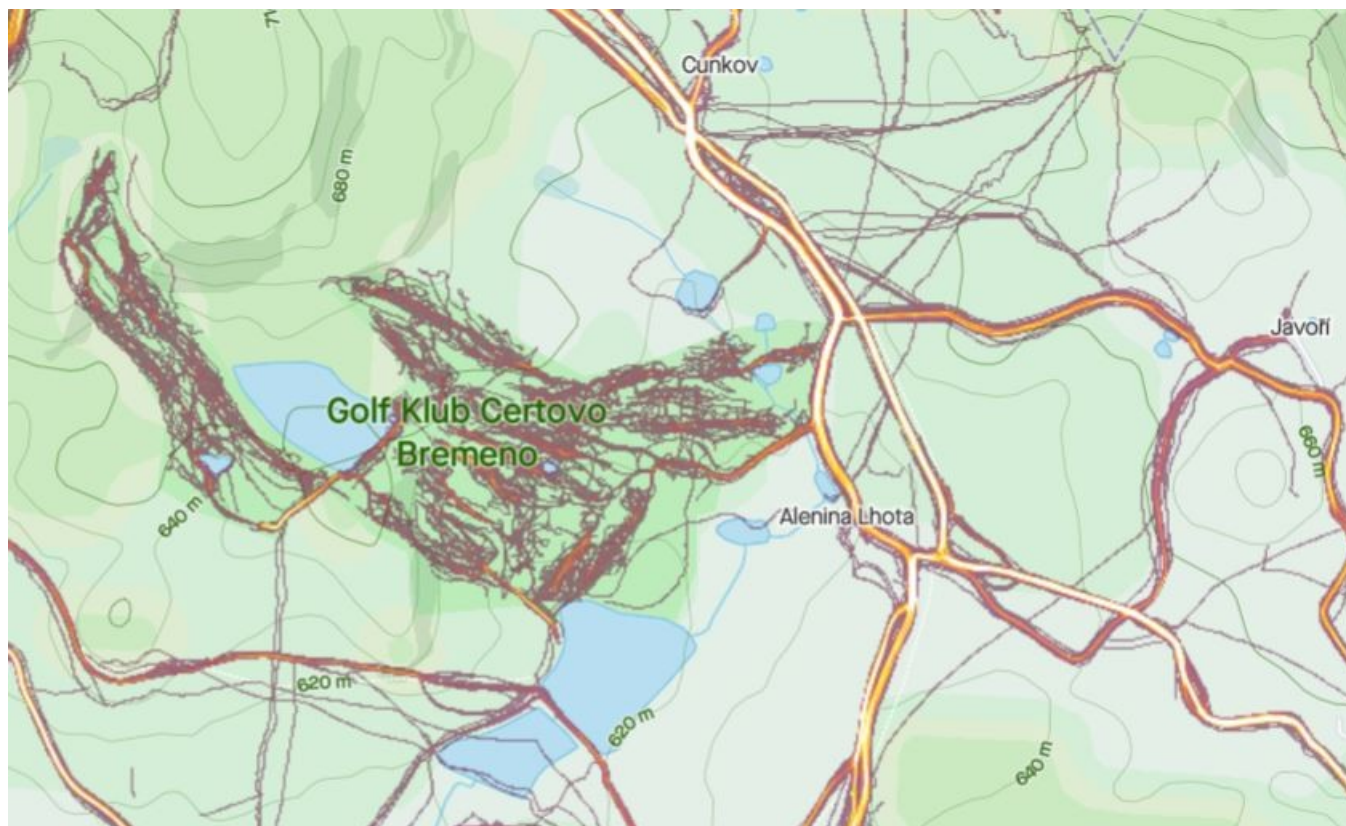 Cunkov
680 m
Javoří
Golf Klub Certovo
Bremeno
660 m
640 m
Alenina Lhota
620 m
620 m
640 m